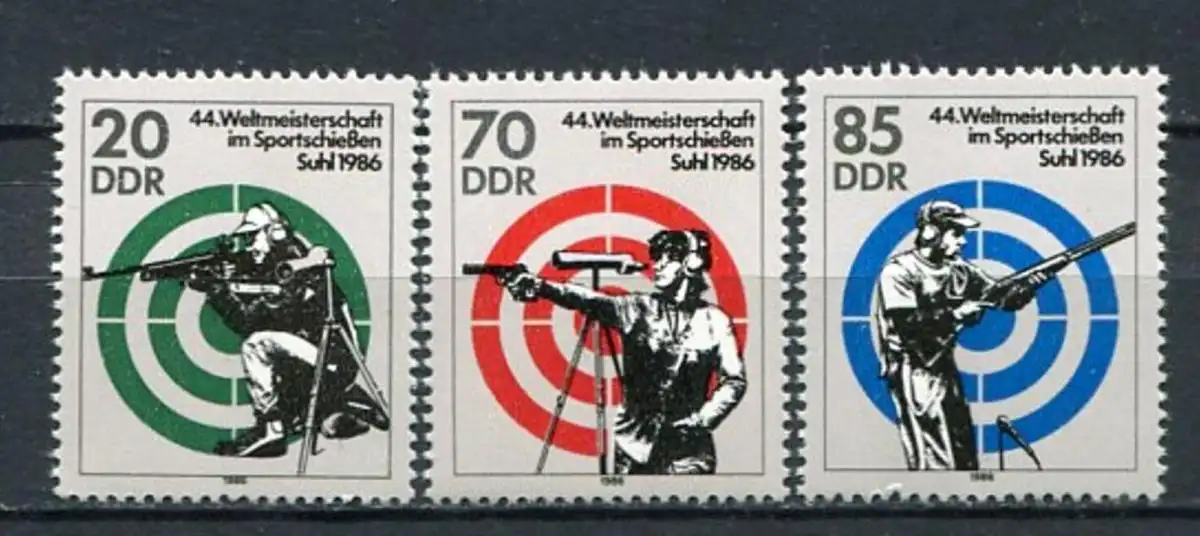 20
DDR
44. Weltmeisterschaft
im Sportschießen
Suhl 1986
1986
70
DDR
44. Weltmeisterschaft
im Sportschießen
Suhl 1986
1986
85
DDR
44. Weltmeisterschaft
im Sportschießen
Suhl 1986
1986